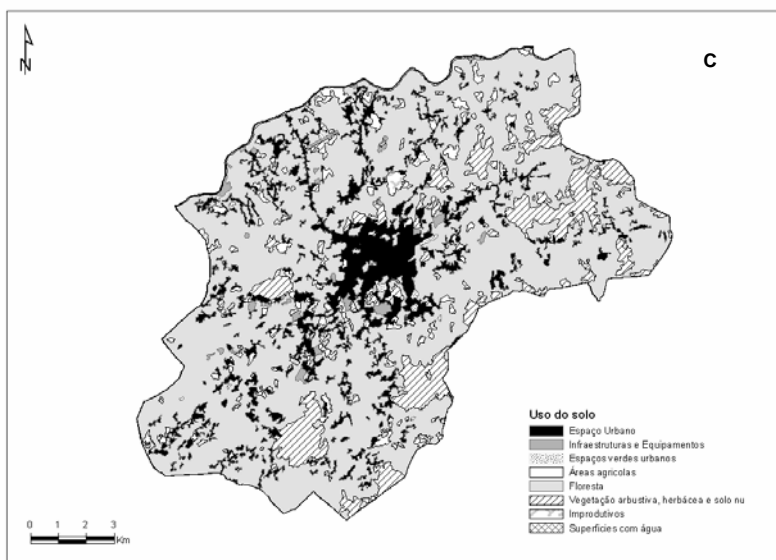 N
C
Uso do solo
Espaço Urbano
Infraestruturas e Equipamentos
Espaços verdes urbanos
Áreas agrícolas
Floresta
Vegetação arbustiva, herbácea e solo nu
Improdutivos
Superfícies com água
0 1 2 3
Km